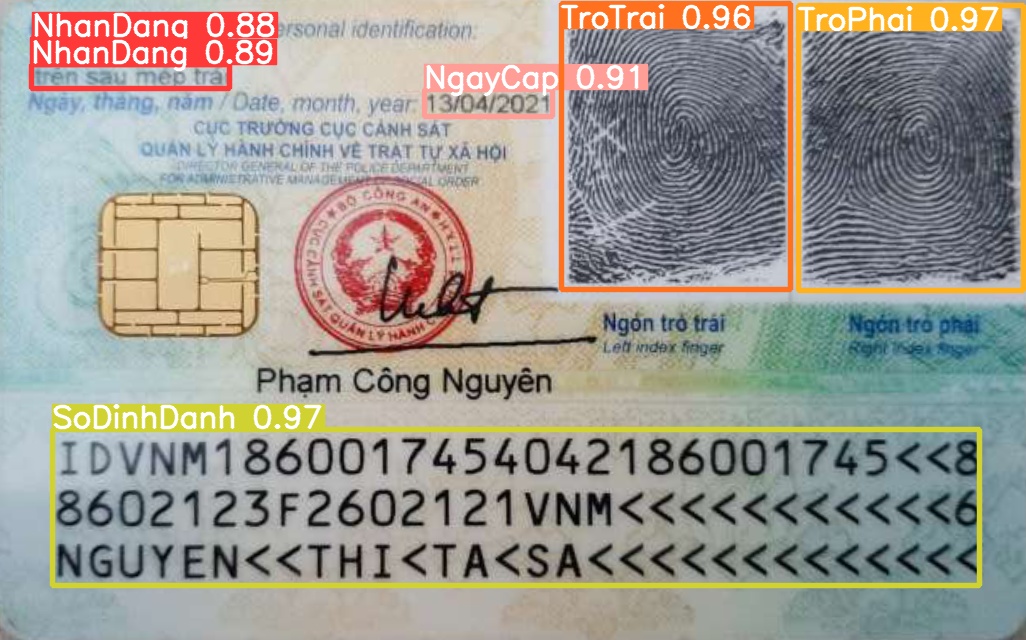 NhanDang 0.88
ersonal identification:
NhanDang 0.89
trên sau mép trái
NgayCap 0.91
Ngày, tháng, năm / Date, month, year: 13/04/2021
CỤC TRƯỞNG CỤC CẢNH SÁT
QUẢN LÝ HÀNH CHÍNH VỀ TRẬT TỰ XÃ HỘI
DIRECTOR GENERAL OF THE POLICE DEPARTMENT
FOR ADMINISTRATIVE MANAGEMENT OF SOCIAL ORDER
BỘ CÔNG AN
CỤC CẢNH SÁT QUẢN LÝ HÀNH C
TroTrai 0.96
TroPhai 0.97
Ngón trỏ trái
Left index finger
Ngón trỏ phải
Right index finger
Phạm Công Nguyên
SoDinhDanh 0.97
IDVNM1860017454042186001745<<8
8602123F2602121VNM<<<<<<<<<<<6
NGUYEN<<THI<TA<SA<<<<<<<<<<<<<